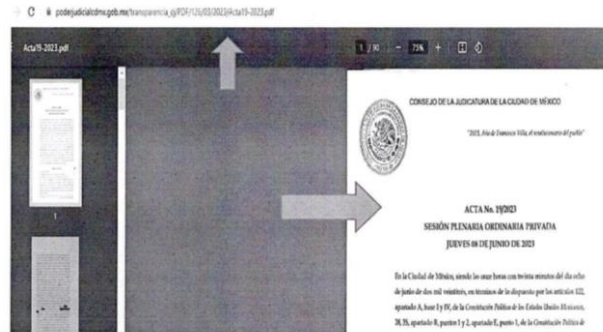 poderjudicialcdmx.gob.mx/transparencia_cj/PDF/126/03/2023/Acta19-2023.pdf
Acta19-2023.pdf
1 / 90 − 75% +
1
CONSEJO DE LA JUDICATURA DE LA CIUDAD DE MÉXICO
"2023, Año de Francisco Villa, el revolucionario del pueblo"
ACTA No. 19/2023
SESIÓN PLENARIA ORDINARIA PRIVADA
JUEVES 08 DE JUNIO DE 2023
En la Ciudad de México, siendo las once horas con treinta minutos del día ocho
de junio de dos mil veintitrés, en términos de lo dispuesto por los artículos 122,
apartado A, base I y IV, de la Constitución Política de los Estados Unidos Mexicanos,
35, apartado B, puntos 1 y 2, apartado E, punto 1, de la Constitución Política de